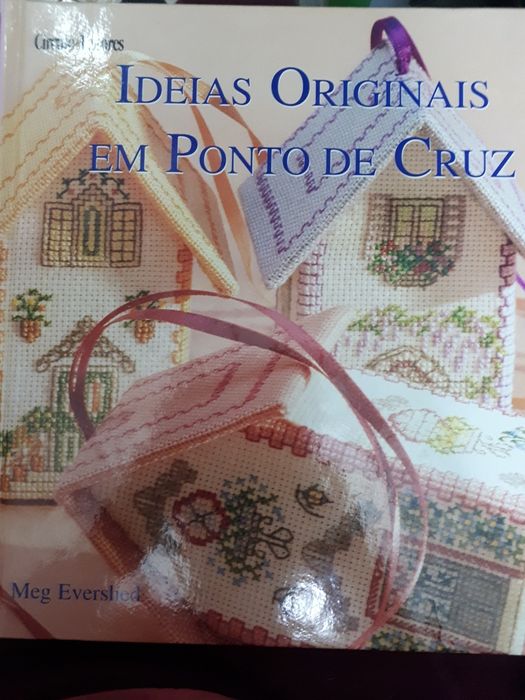 IDEIAS ORIGINAIS
EM PONTO DE CRUZ
Meg Evershed